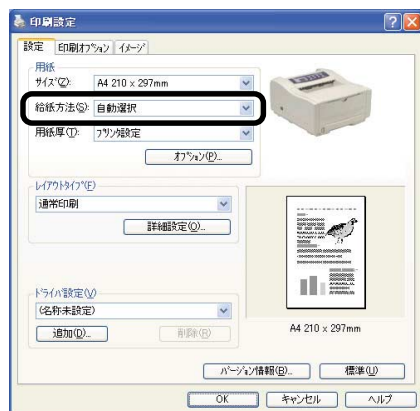 印刷設定
設定 印刷ｵﾌﾟｼｮﾝ ｲﾒｰｼﾞ
用紙
ｻｲｽﾞ(Z): A4 210 x 297mm
給紙方法(S): 自動選択
用紙厚(T): ﾌﾟﾘﾝﾀ設定
ｵﾌﾟｼｮﾝ(P)...
ﾚｲｱｳﾄﾀｲﾌﾟ(F)
通常印刷
詳細設定(O)...
ﾄﾞﾗｲﾊﾞ設定(V)
(名称未設定)
追加(D)... 削除(R)
A4 210 x 297mm
ﾊﾞｰｼﾞｮﾝ情報(B)... 標準(U)
OK キャンセル ヘルプ